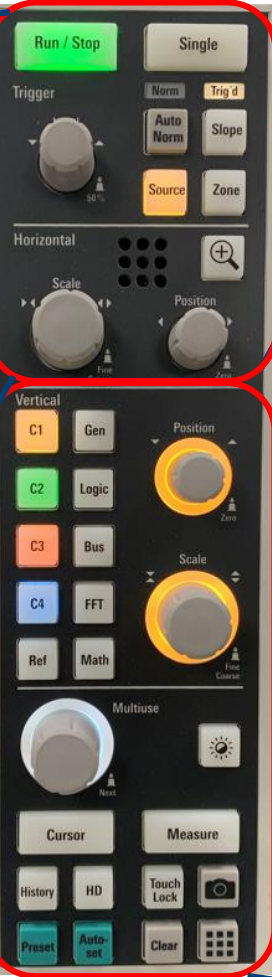 Run / Stop
Single
Trigger
Norm
Trig'd
Auto
Norm
Slope
50%
Source
Zone
Horizontal
Scale
Position
Fine
Zero
Vertical
C1
Gen
Position
C2
Logic
Zero
C3
Bus
Scale
C4
FFT
Ref
Math
Fine
Coarse
Multiuse
Next
Cursor
Measure
History
HD
Touch
Lock
Preset
Auto-
set
Clear